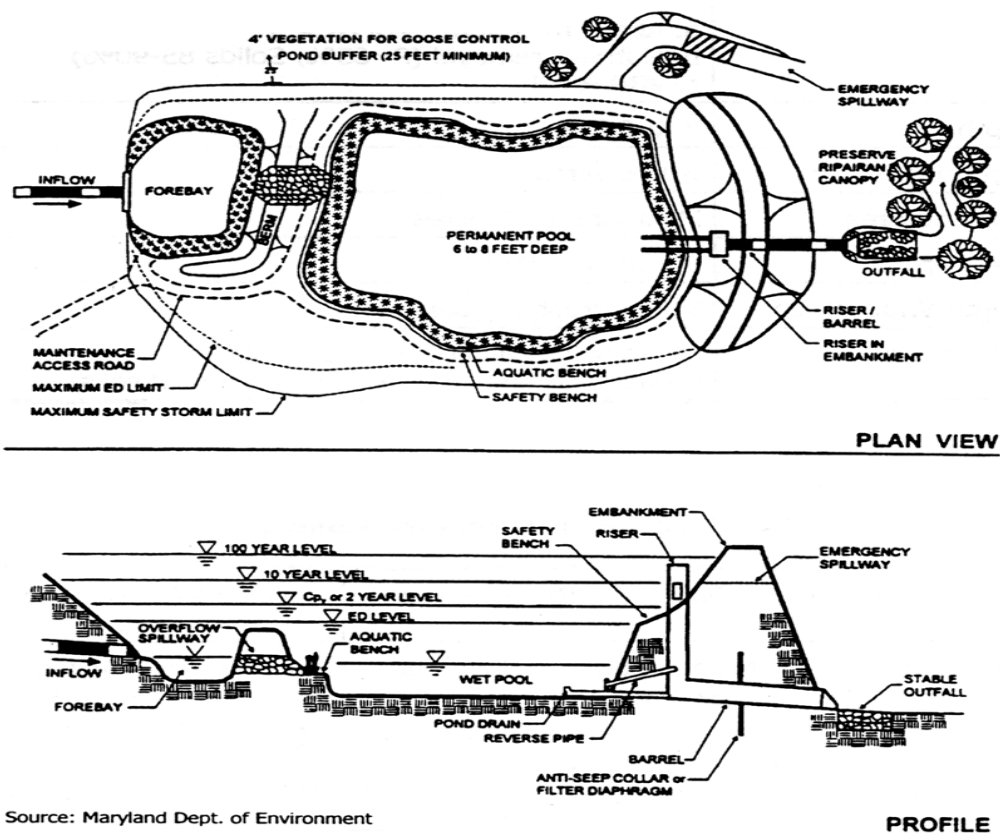 4' VEGETATION FOR GOOSE CONTROL
POND BUFFER (25 FEET MINIMUM)
EMERGENCY
SPILLWAY
PRESERVE
RIPAIRAN
CANOPY
INFLOW
FOREBAY
BERM
PERMANENT POOL
6 to 8 FEET DEEP
OUTFALL
RISER /
BARREL
RISER IN
EMBANKMENT
MAINTENANCE
ACCESS ROAD
MAXIMUM ED LIMIT
MAXIMUM SAFETY STORM LIMIT
AQUATIC BENCH
SAFETY BENCH
PLAN VIEW
EMBANKMENT
RISER
SAFETY
BENCH
EMERGENCY
SPILLWAY
100 YEAR LEVEL
10 YEAR LEVEL
Cpv or 2 YEAR LEVEL
ED LEVEL
OVERFLOW
SPILLWAY
AQUATIC
BENCH
INFLOW
WET POOL
FOREBAY
STABLE
OUTFALL
POND DRAIN
REVERSE PIPE
BARREL
ANTI-SEEP COLLAR or
FILTER DIAPHRAGM
Source: Maryland Dept. of Environment
PROFILE